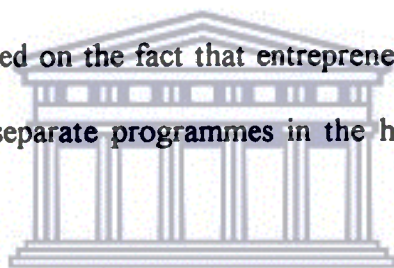 ed on the fact that entreprene
separate programmes in the h